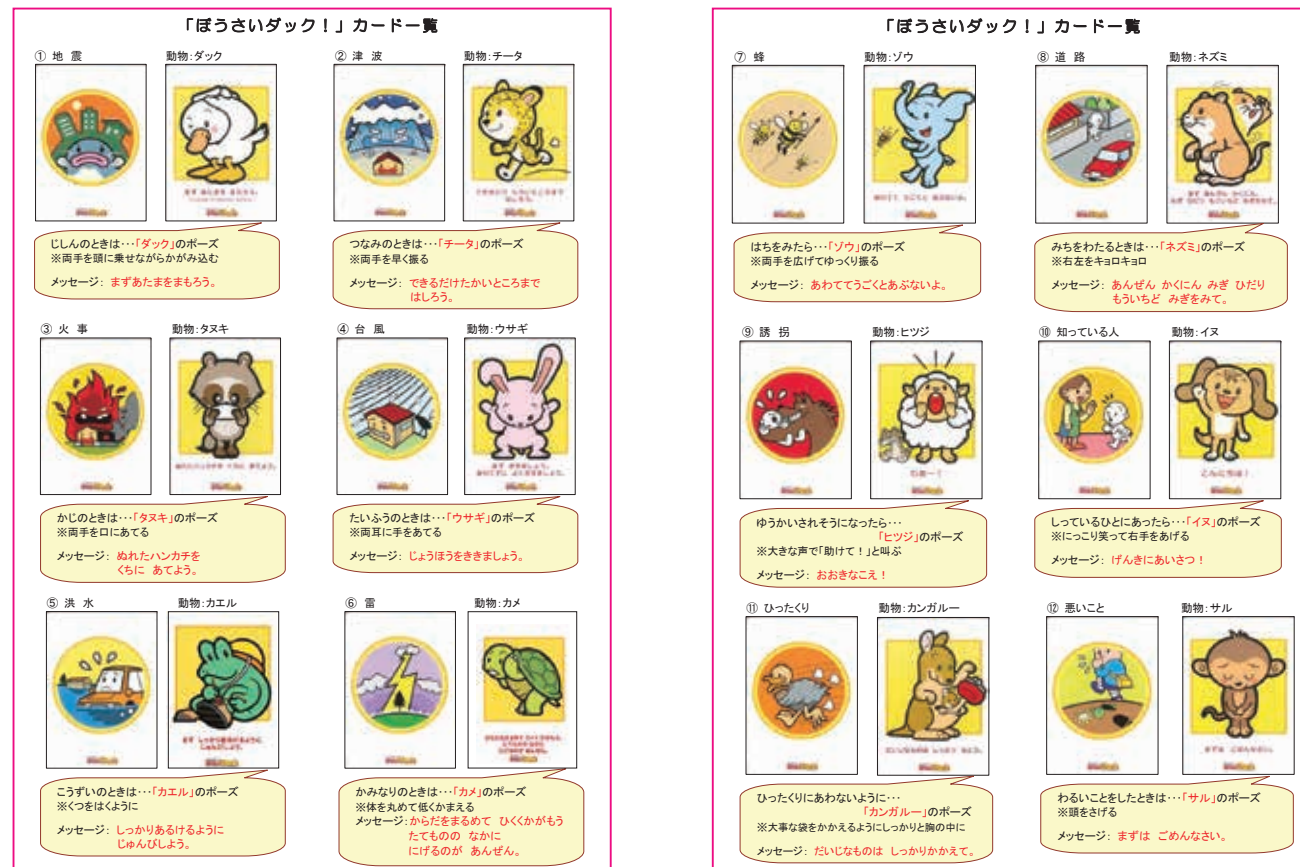 「ぼうさいダック！」カード一覧
① 地 震
動物:ダック
② 津 波
動物:チータ
じしんのときは…「ダック」のポーズ
※両手を頭に乗せながらかがみ込む
メッセージ: まずあたまをまもろう。
つなみのときは…「チータ」のポーズ
※両手を早く振る
メッセージ: できるだけたかいところまで
はしろう。
③ 火 事
動物:タヌキ
④ 台 風
動物:ウサギ
かじのときは…「タヌキ」のポーズ
※両手を口にあてる
メッセージ: ぬれたハンカチを
くちに あてよう。
たいふうのときは…「ウサギ」のポーズ
※両耳に手をあてる
メッセージ: じょうほうをききましょう。
⑤ 洪 水
動物:カエル
⑥ 雷
動物:カメ
こうずいのときは…「カエル」のポーズ
※くつをはくように
メッセージ: しっかりあるけるように
じゅんびしよう。
かみなりのときは…「カメ」のポーズ
※体を丸めて低くかまえる
メッセージ:からだをまるめて ひくくかがもう
たてものの なかに
にげるのが あんぜん。
「ぼうさいダック！」カード一覧
⑦ 蜂
動物:ゾウ
⑧ 道 路
動物:ネズミ
はちをみたら…「ゾウ」のポーズ
※両手を広げてゆっくり振る
メッセージ: あわててうごくとあぶないよ。
みちをわたるときは…「ネズミ」のポーズ
※右左をキョロキョロ
メッセージ: あんぜん かくにん みぎ ひだり
もういちど みぎをみて。
⑨ 誘 拐
動物:ヒツジ
⑩ 知っている人
動物:イヌ
わあー！
こんにちは！
ゆうかいされそうになったら…
「ヒツジ」のポーズ
※大きな声で「助けて！」と叫ぶ
メッセージ: おおきなこえ！
しっているひとにあったら…「イヌ」のポーズ
※にっこり笑って右手をあげる
メッセージ: げんきにあいさつ！
⑪ ひったくり
動物:カンガルー
⑫ 悪いこと
動物:サル
まずは ごめんなさい。
ひったくりにあわないように…
「カンガルー」のポーズ
※大事な袋をかかえるようにしっかりと胸の中に
メッセージ: だいじなものは しっかりかかえて。
わるいことをしたときは…「サル」のポーズ
※頭をさげる
メッセージ: まずは ごめんなさい。